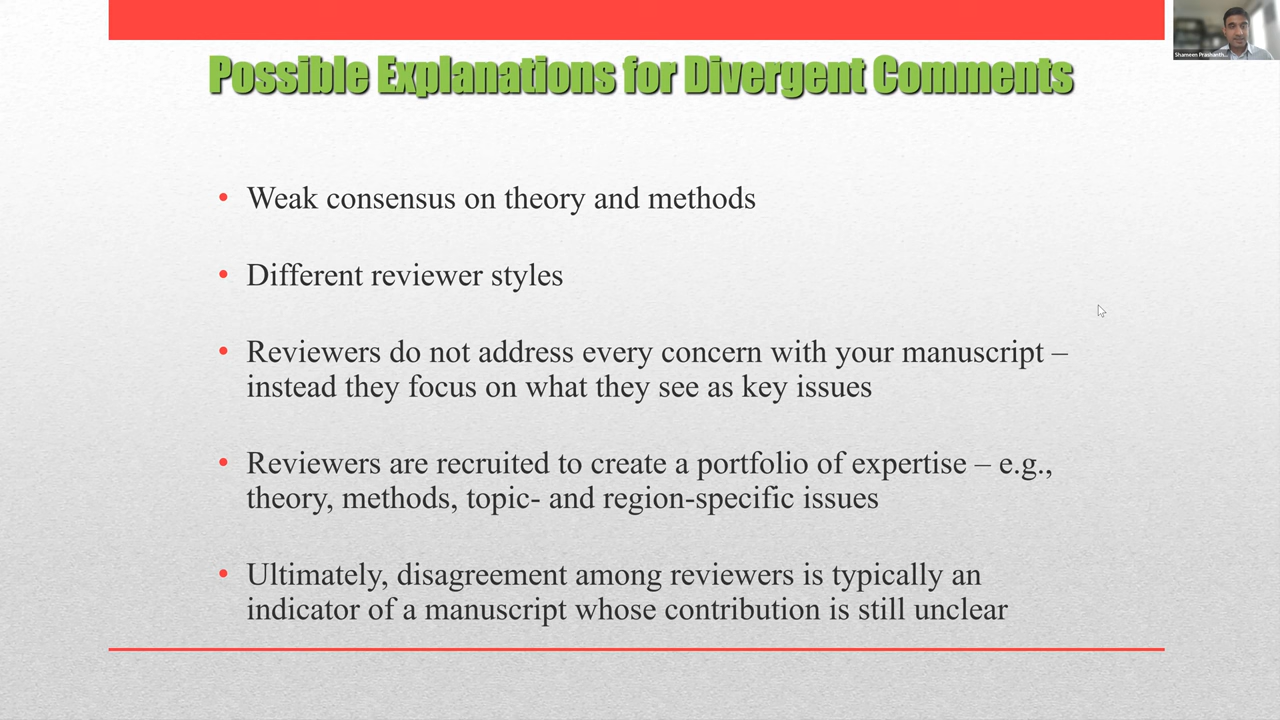 Possible Explanations for Divergent Comments
• Weak consensus on theory and methods
• Different reviewer styles
• Reviewers do not address every concern with your manuscript –
instead they focus on what they see as key issues
• Reviewers are recruited to create a portfolio of expertise – e.g.,
theory, methods, topic- and region-specific issues
• Ultimately, disagreement among reviewers is typically an
indicator of a manuscript whose contribution is still unclear
Shameen Prashanth...